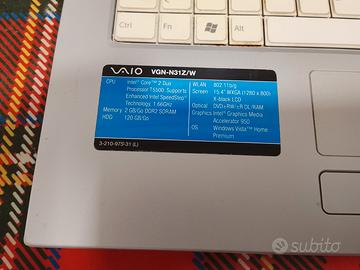 VAIO VGN-N31Z/W
CPU Intel® Core™ 2 Duo
Processor T5500 Supports
Enhanced Intel SpeedStep®
Technology 1.66GHz
Memory 2 GB/Go DDR2 SDRAM
HDD 120 GB/Go
WLAN 802.11b/g
Screen 15.4" WXGA (1280 x 800)
X-black LCD
Optical DVD+RW/+R DL/RAM
Graphics Intel® Graphics Media
Accelerator 950
OS Windows Vista™ Home
Premium
3-210-975-31 (L)
subito